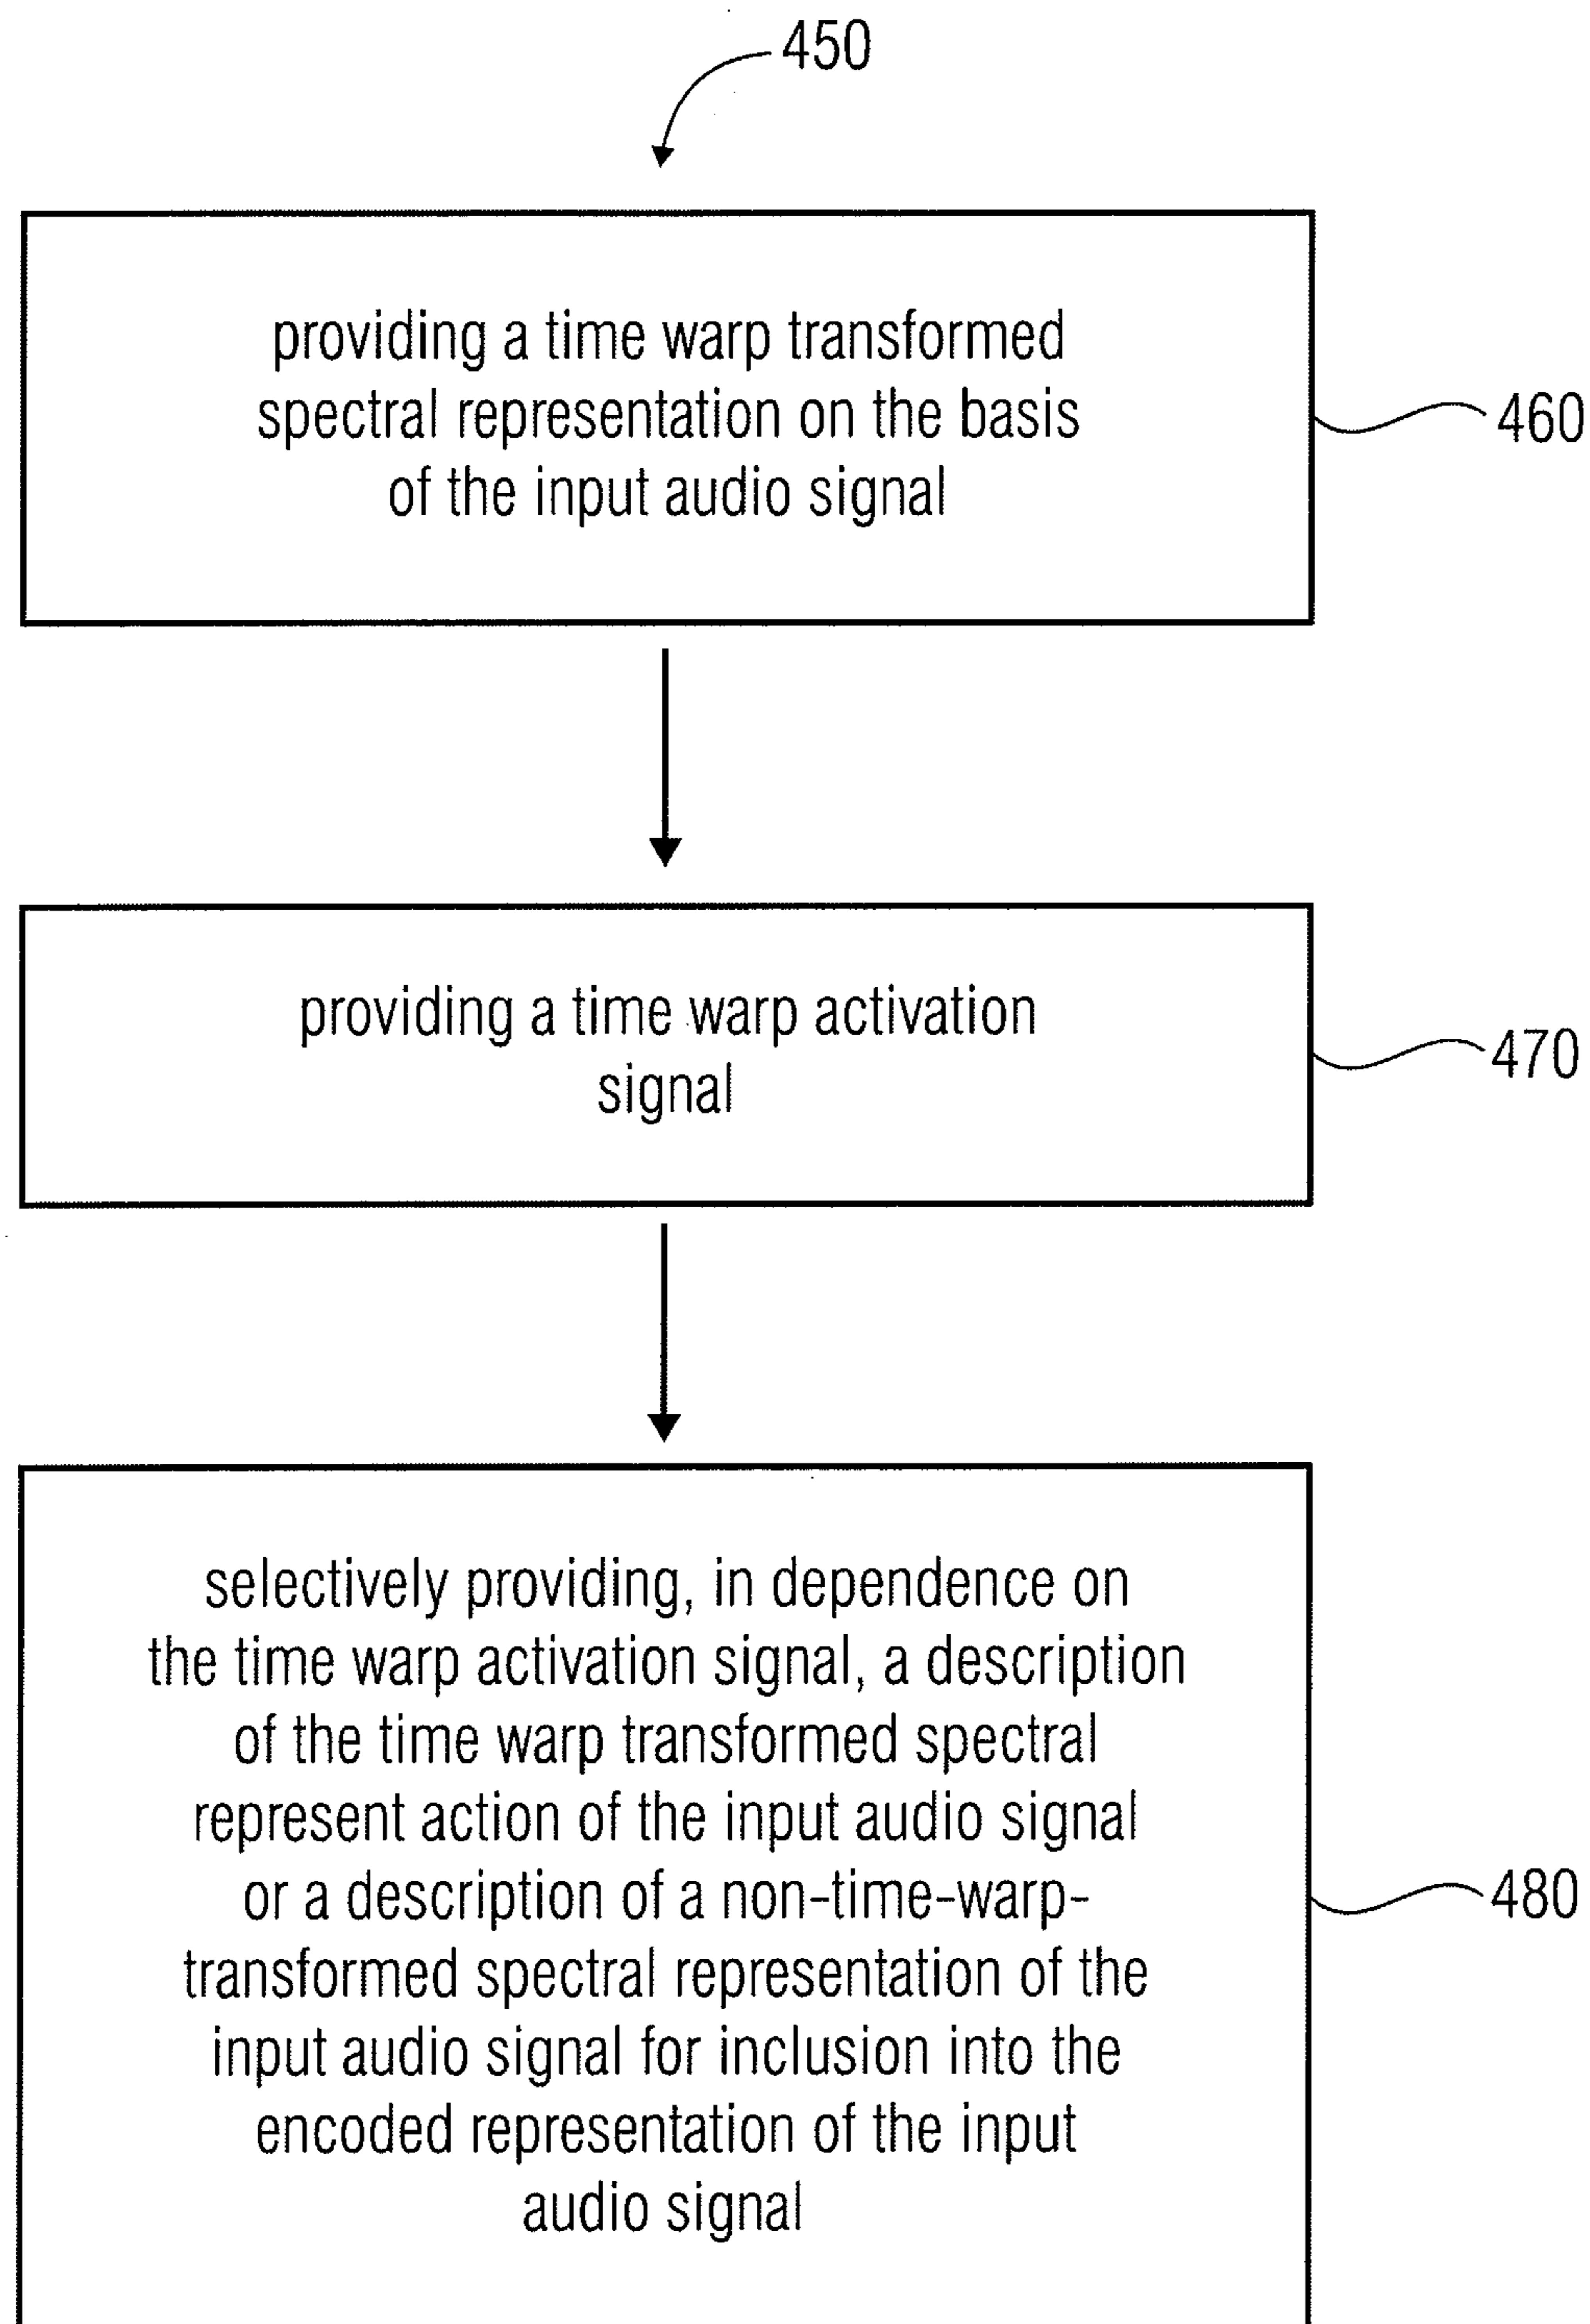 450
providing a time warp transformed
spectral representation on the basis
of the input audio signal
460
providing a time warp activation
signal
470
selectively providing, in dependence on
the time warp activation signal, a description
of the time warp transformed spectral
represent action of the input audio signal
or a description of a non-time-warp-
transformed spectral representation of the
input audio signal for inclusion into the
encoded representation of the input
audio signal
480